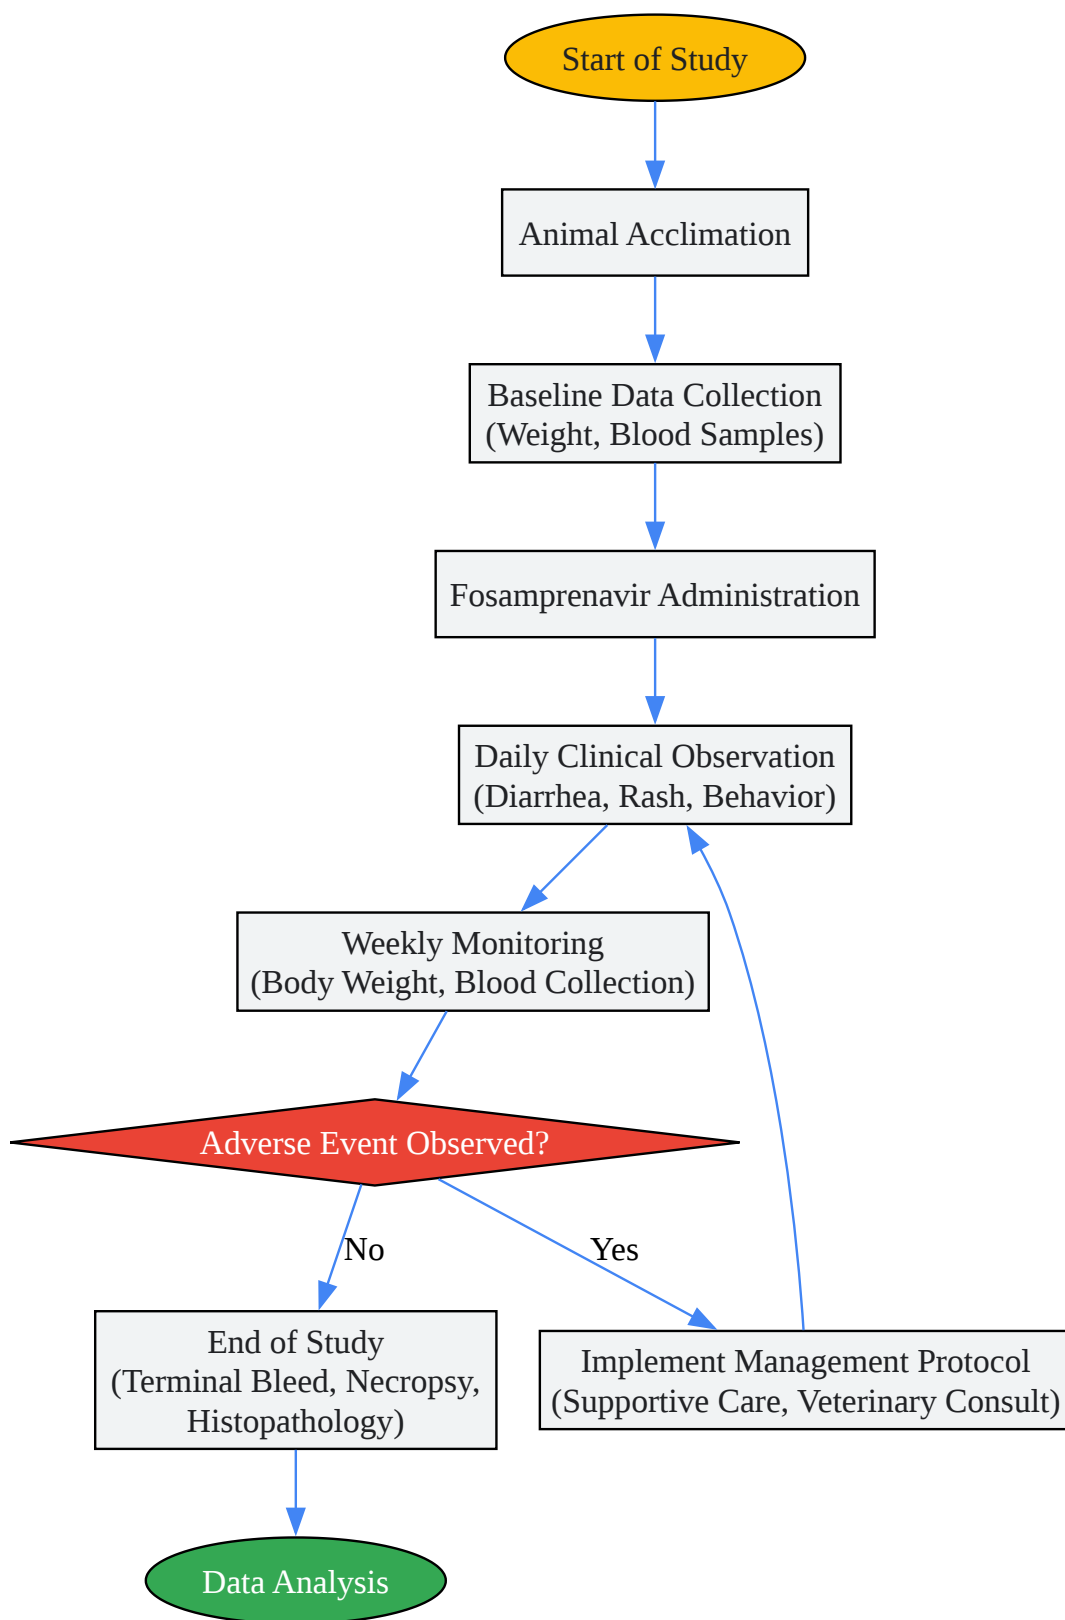 Start of Study
Animal Acclimation
Baseline Data Collection
(Weight, Blood Samples)
Fosamprenavir Administration
Daily Clinical Observation
(Diarrhea, Rash, Behavior)
Weekly Monitoring
(Body Weight, Blood Collection)
Adverse Event Observed?
No
Yes
End of Study
(Terminal Bleed, Necropsy,
Histopathology)
Implement Management Protocol
(Supportive Care, Veterinary Consult)
Data Analysis